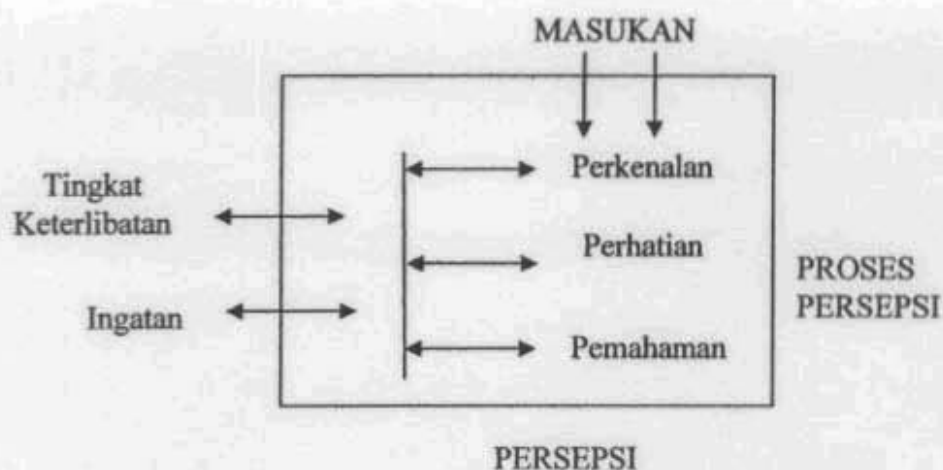 MASUKAN
Perkenalan
Tingkat
Keterlibatan
Perhatian
PROSES
PERSEPSI
Ingatan
Pemahaman
PERSEPSI